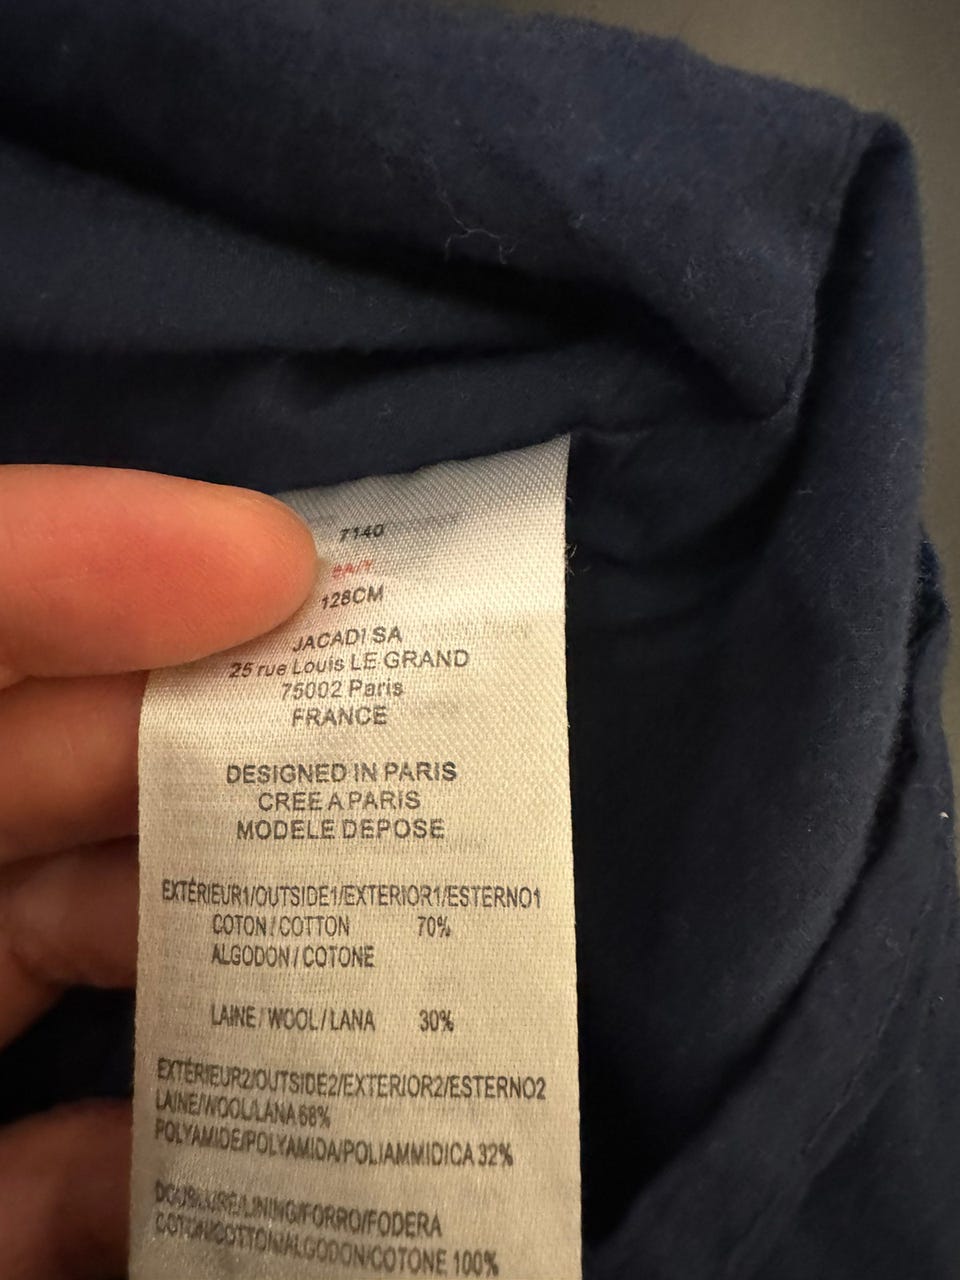 7140
8A/Y
128CM
JACADI SA
25 rue Louis LE GRAND
75002 Paris
FRANCE
DESIGNED IN PARIS
CREE A PARIS
MODELE DEPOSE
EXTÉRIEUR1/OUTSIDE1/EXTERIOR1/ESTERNO1
COTON / COTTON 70%
ALGODON / COTONE
LAINE / WOOL / LANA 30%
EXTÉRIEUR2/OUTSIDE2/EXTERIOR2/ESTERNO2
LAINE/WOOL/LANA 68%
POLYAMIDE/POLYAMIDA/POLIAMMIDICA 32%
DOUBLURE/LINING/FORRO/FODERA
COTON/COTTON/ALGODON/COTONE 100%